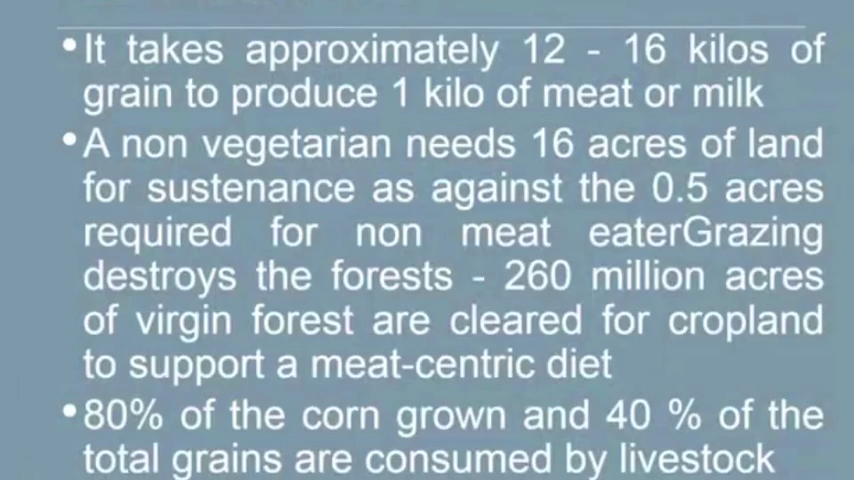 •It takes approximately 12 - 16 kilos of
grain to produce 1 kilo of meat or milk
•A non vegetarian needs 16 acres of land
for sustenance as against the 0.5 acres
required for non meat eaterGrazing
destroys the forests - 260 million acres
of virgin forest are cleared for cropland
to support a meat-centric diet
•80% of the corn grown and 40 % of the
total grains are consumed by livestock